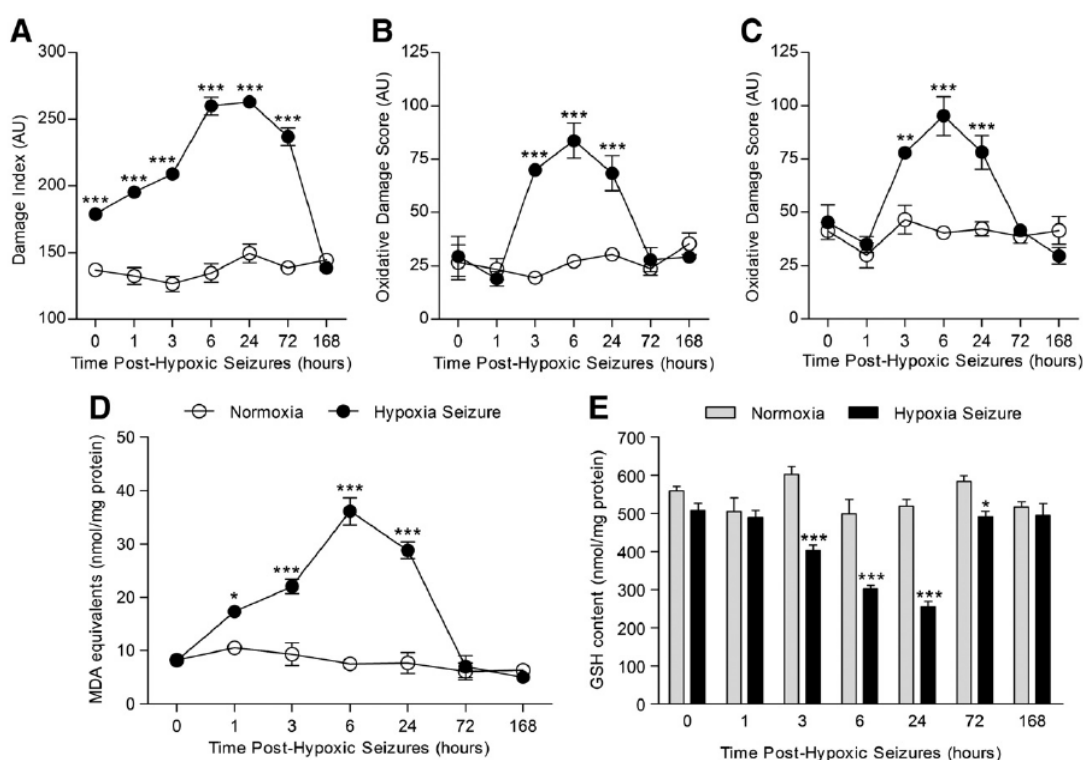 A
Damage Index (AU)
300
250
200
150
100
***
***
***
***
***
***
0 1 3 6 24 72 168
Time Post-Hypoxic Seizures (hours)
B
Oxidative Damage Score (AU)
125
100
75
50
25
0
***
***
***
0 1 3 6 24 72 168
Time Post-Hypoxic Seizures (hours)
C
Oxidative Damage Score (AU)
125
100
75
50
25
0
**
***
***
0 1 3 6 24 72 168
Time Post-Hypoxic Seizures (hours)
D
Normoxia Hypoxia Seizure
MDA equivalents (nmol/mg protein)
50
40
30
20
10
0
*
***
***
***
0 1 3 6 24 72 168
Time Post-Hypoxic Seizures (hours)
E
Normoxia Hypoxia Seizure
GSH content (nmol/mg protein)
700
600
500
400
300
200
100
0
***
***
***
*
0 1 3 6 24 72 168
Time Post-Hypoxic Seizures (hours)